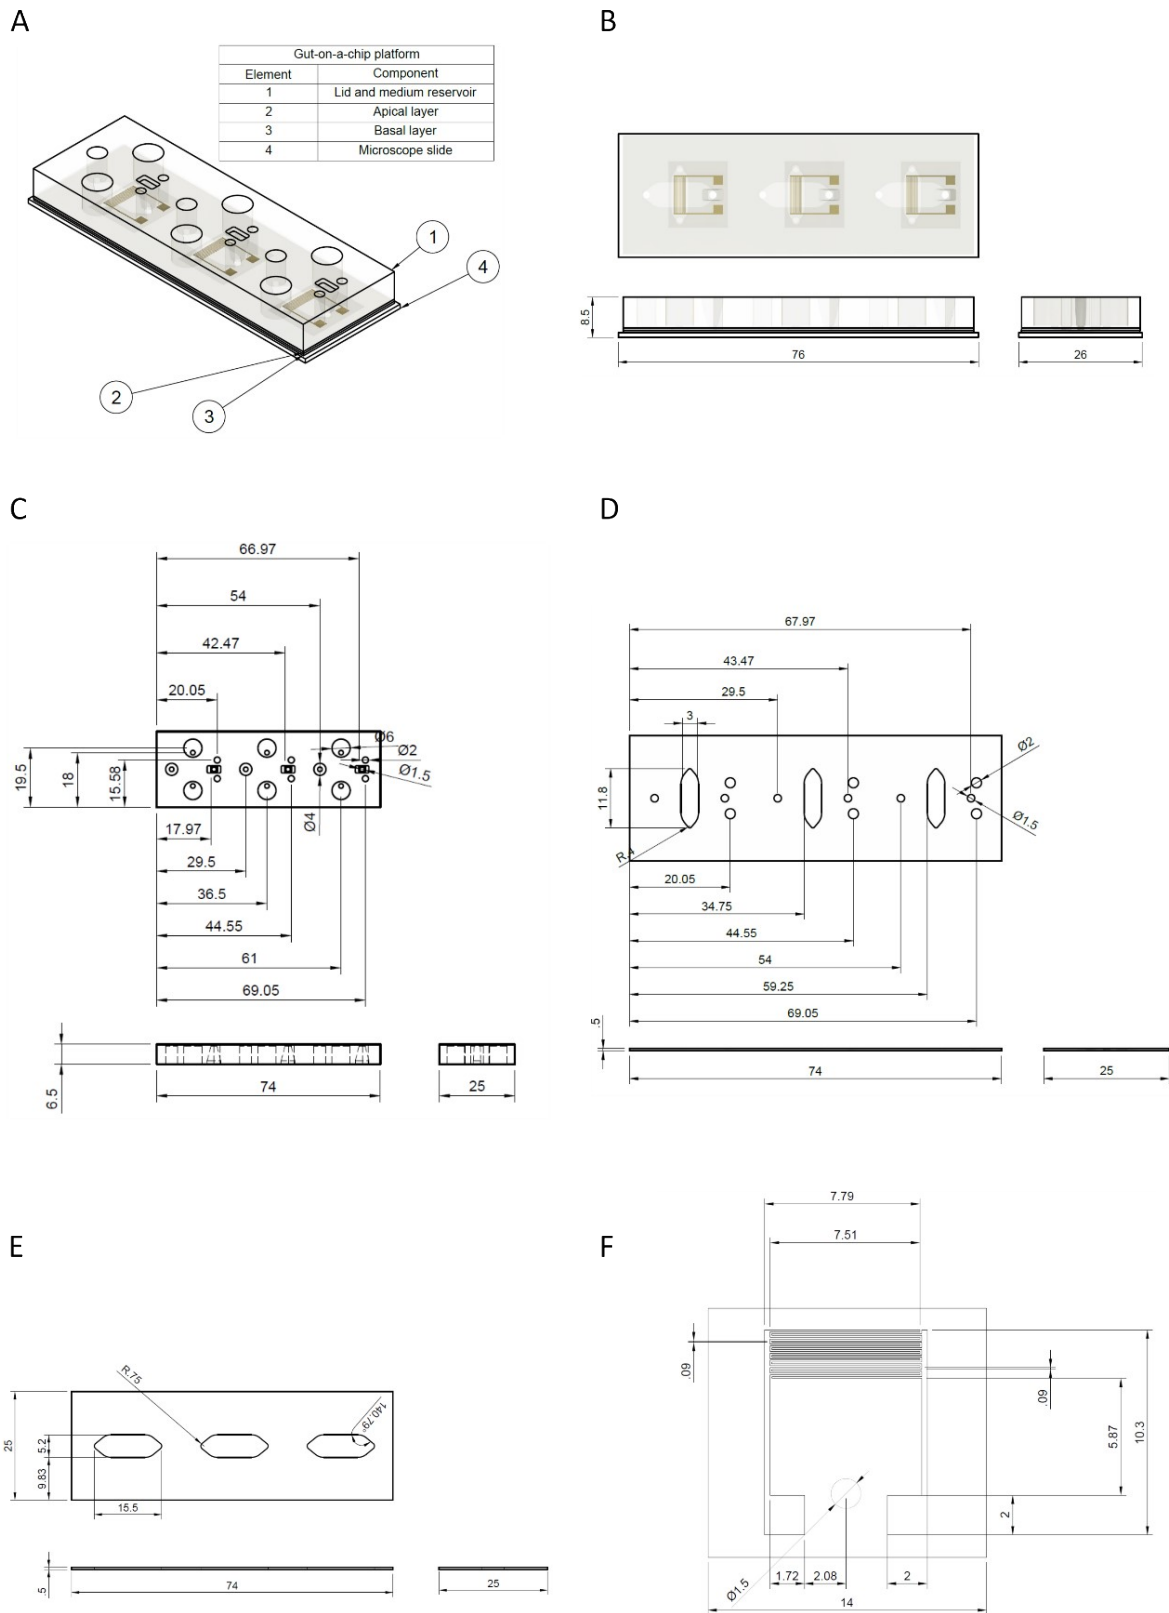 A
Gut-on-a-chip platform
Element Component
1 Lid and medium reservoir
2 Apical layer
3 Basal layer
4 Microscope slide
1
4
2
3
B
8.5
76
26
C
66.97
54
42.47
20.05
Ø6
Ø2
Ø1.5
19.5
18
15.58
Ø4
17.97
29.5
36.5
44.55
61
69.05
6.5
74
25
D
67.97
43.47
29.5
3
Ø2
11.8
Ø1.5
R.4
20.05
34.75
44.55
54
59.25
69.05
.5
74
25
E
R.75
140.79°
25
5.2
9.83
15.5
.5
74
25
F
7.79
7.51
.09
.09
5.87
10.3
2
Ø1.5
1.72
2.08
2
14